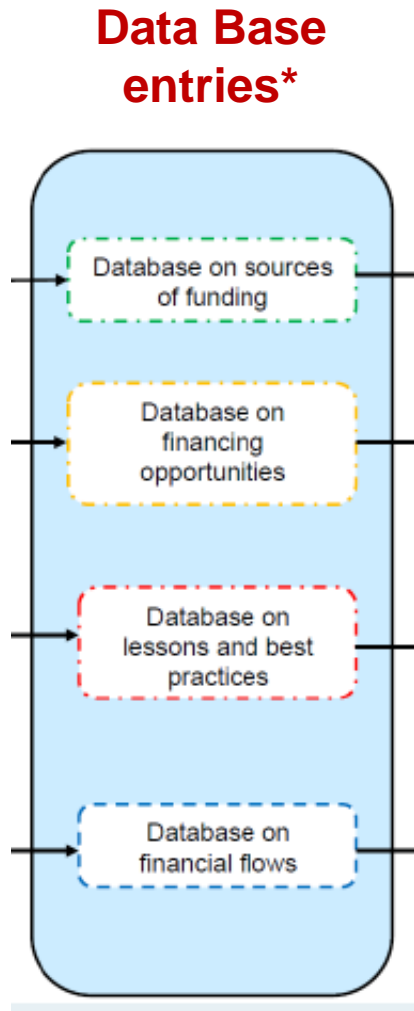 Data Base
entries*
Database on sources
of funding
Database on
financing
opportunities
Database on
lessons and best
practices
Database on
financial flows